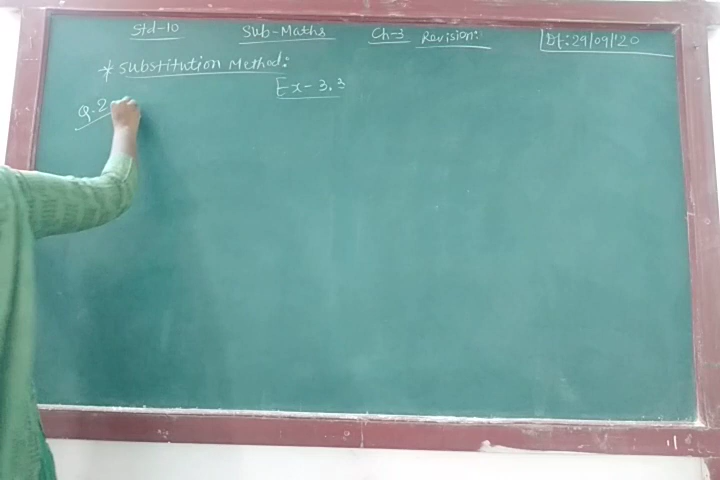 Std-10 Sub-Maths Ch-3 Revision: Dt:29/09/'20
* Substitution Method:
Ex-3.3
Q-2